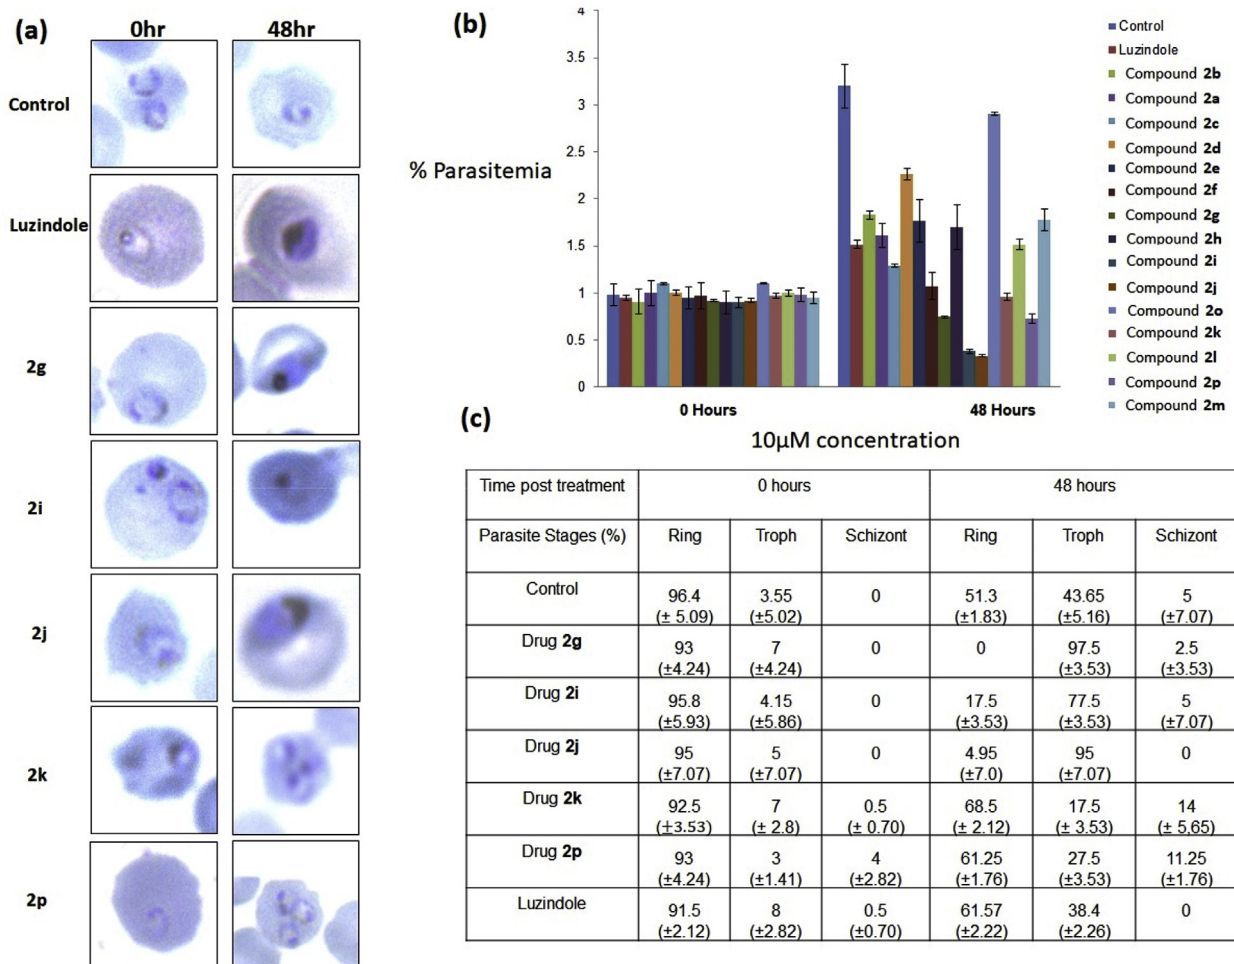 (a)
0hr 48hr
Control
Luzindole
2g
2i
2j
2k
2p
(b)
% Parasitemia
4
3.5
3
2.5
2
1.5
1
0.5
0
0 Hours 48 Hours
10µM concentration
Control
Luzindole
Compound 2b
Compound 2a
Compound 2c
Compound 2d
Compound 2e
Compound 2f
Compound 2g
Compound 2h
Compound 2i
Compound 2j
Compound 2o
Compound 2k
Compound 2l
Compound 2p
Compound 2m
(c)
Time post treatment 0 hours 48 hours
Parasite Stages (%) Ring Troph Schizont Ring Troph Schizont
Control 96.4 3.55 0 51.3 43.65 5
(± 5.09) (±5.02) (±1.83) (±5.16) (±7.07)
Drug 2g 93 7 0 0 97.5 2.5
(±4.24) (±4.24) (±3.53) (±3.53)
Drug 2i 95.8 4.15 0 17.5 77.5 5
(±5.93) (±5.86) (±3.53) (±3.53) (±7.07)
Drug 2j 95 5 0 4.95 95 0
(±7.07) (±7.07) (±7.0) (±7.07)
Drug 2k 92.5 7 0.5 68.5 17.5 14
(±3.53) (± 2.8) (± 0.70) (± 2.12) (± 3.53) (± 5,65)
Drug 2p 93 3 4 61.25 27.5 11.25
(±4.24) (±1.41) (±2.82) (±1.76) (±3.53) (±1.76)
Luzindole 91.5 8 0.5 61.57 38.4 0
(±2.12) (±2.82) (±0.70) (±2.22) (±2.26)